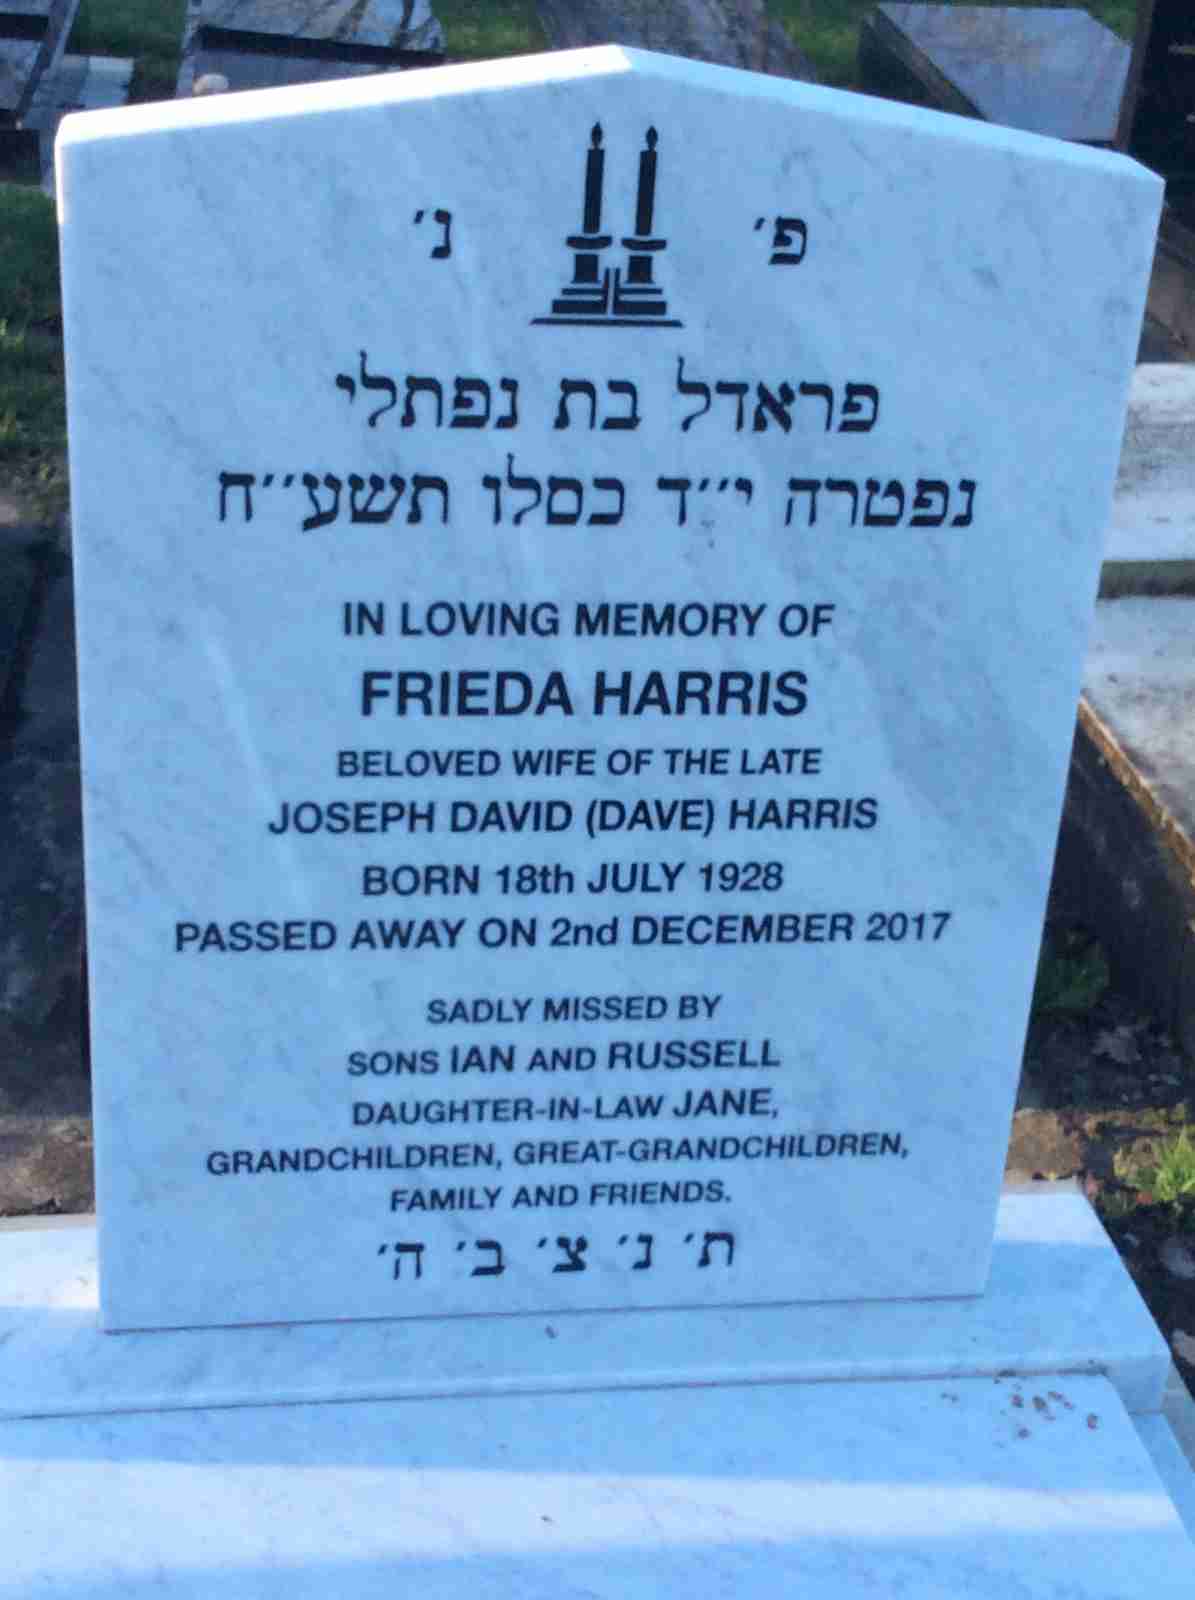 פ׳ נ׳
פראדל בת נפתלי
נפטרה י״ד כסלו תשע״ח
IN LOVING MEMORY OF
FRIEDA HARRIS
BELOVED WIFE OF THE LATE
JOSEPH DAVID (DAVE) HARRIS
BORN 18th JULY 1928
PASSED AWAY ON 2nd DECEMBER 2017
SADLY MISSED BY
SONS IAN AND RUSSELL
DAUGHTER-IN-LAW JANE,
GRANDCHILDREN, GREAT-GRANDCHILDREN,
FAMILY AND FRIENDS.
ת׳ נ׳ צ׳ ב׳ ה׳